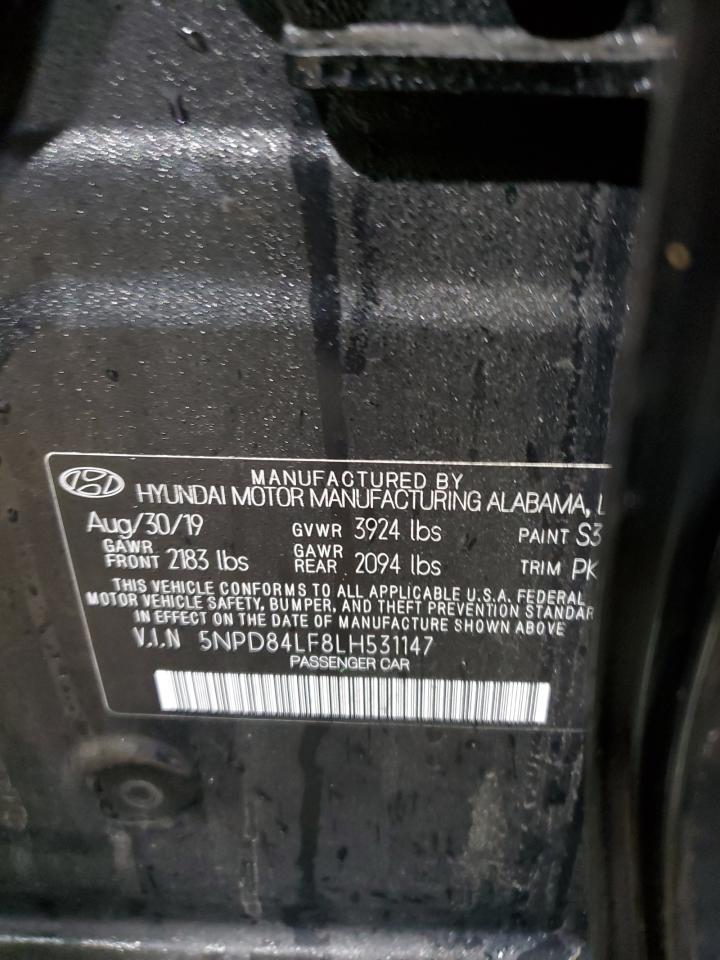 MANUFACTURED BY
HYUNDAI MOTOR MANUFACTURING ALABAMA,
Aug/30/19 GVWR 3924 lbs PAINT S3
GAWR FRONT 2183 lbs GAWR REAR 2094 lbs TRIM PK
THIS VEHICLE CONFORMS TO ALL APPLICABLE U.S.A. FEDERAL
MOTOR VEHICLE SAFETY, BUMPER, AND THEFT PREVENTION STANDAR
IN EFFECT ON THE DATE OF MANUFACTURE SHOWN ABOVE
V.I.N 5NPD84LF8LH531147
PASSENGER CAR